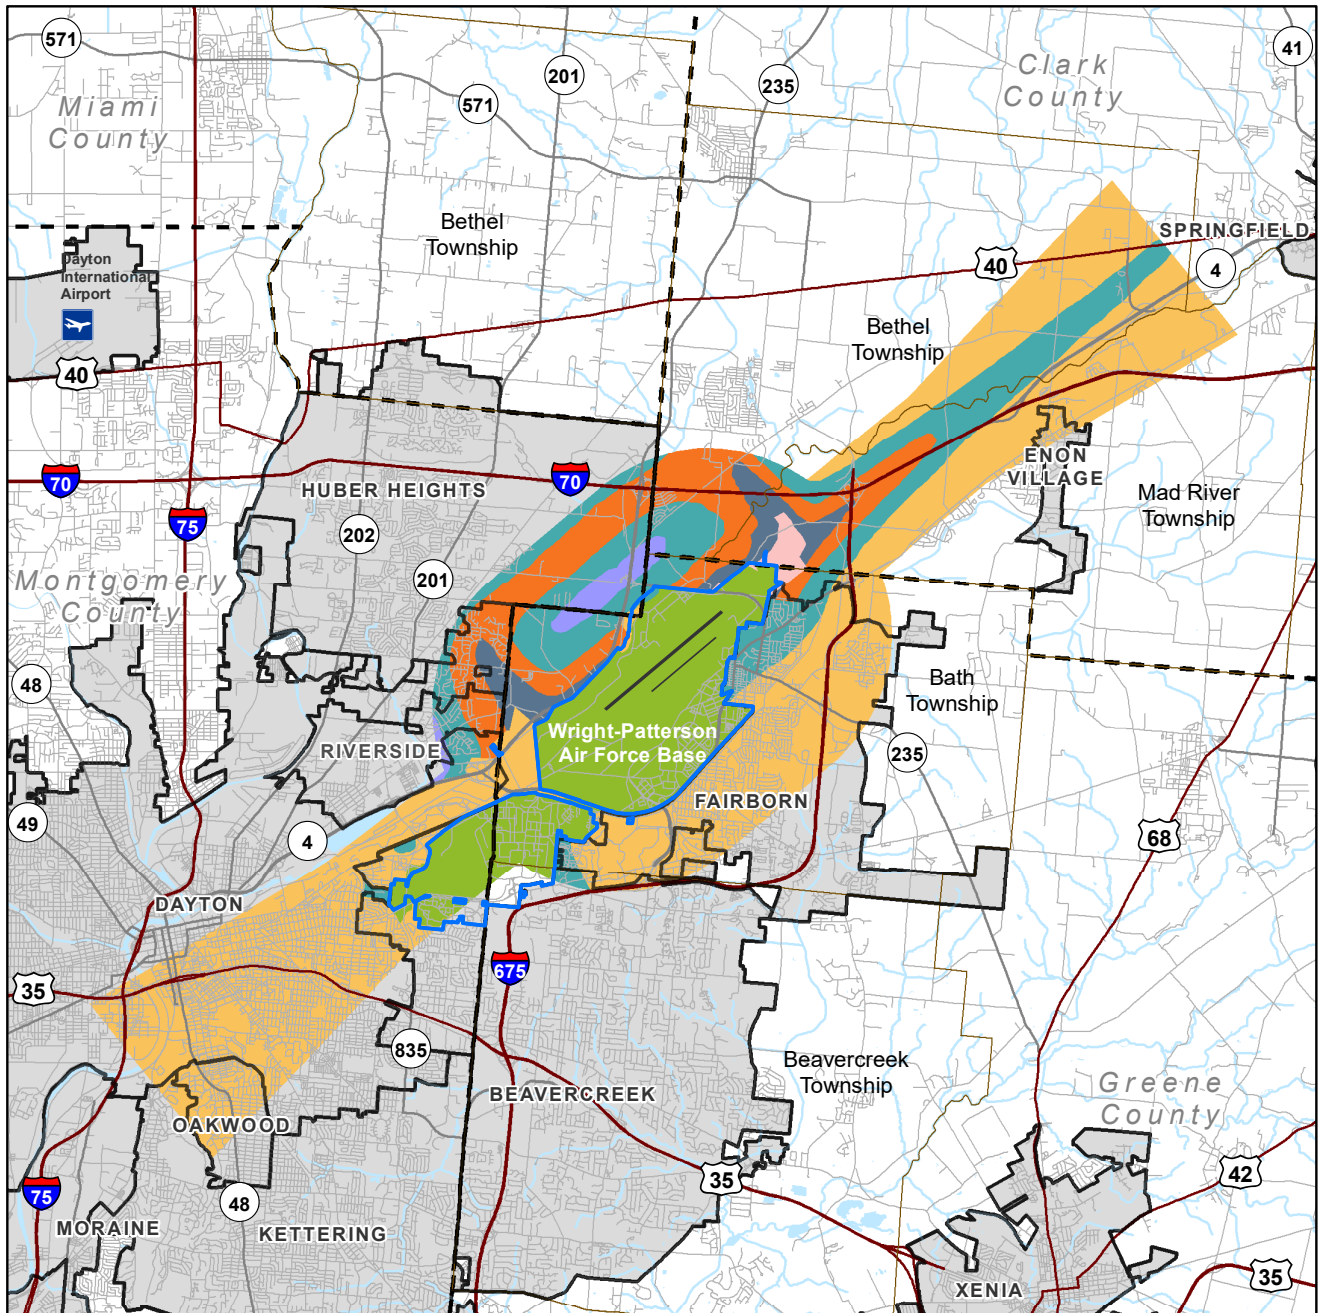 571
201
571
235
41
Clark
County
Miami
County
Bethel
Township
SPRINGFIELD
4
40
Dayton
International
Airport
40
Bethel
Township
ENON
VILLAGE
Mad River
Township
70
70
75
HUBER HEIGHTS
202
201
Montgomery
County
48
Bath
Township
Wright-Patterson
Air Force Base
RIVERSIDE
235
FAIRBORN
49
4
68
DAYTON
35
675
835
Beavercreek
Township
Greene
County
BEAVERCREEK
OAKWOOD
35
42
75
48
MORAINE
KETTERING
XENIA
35